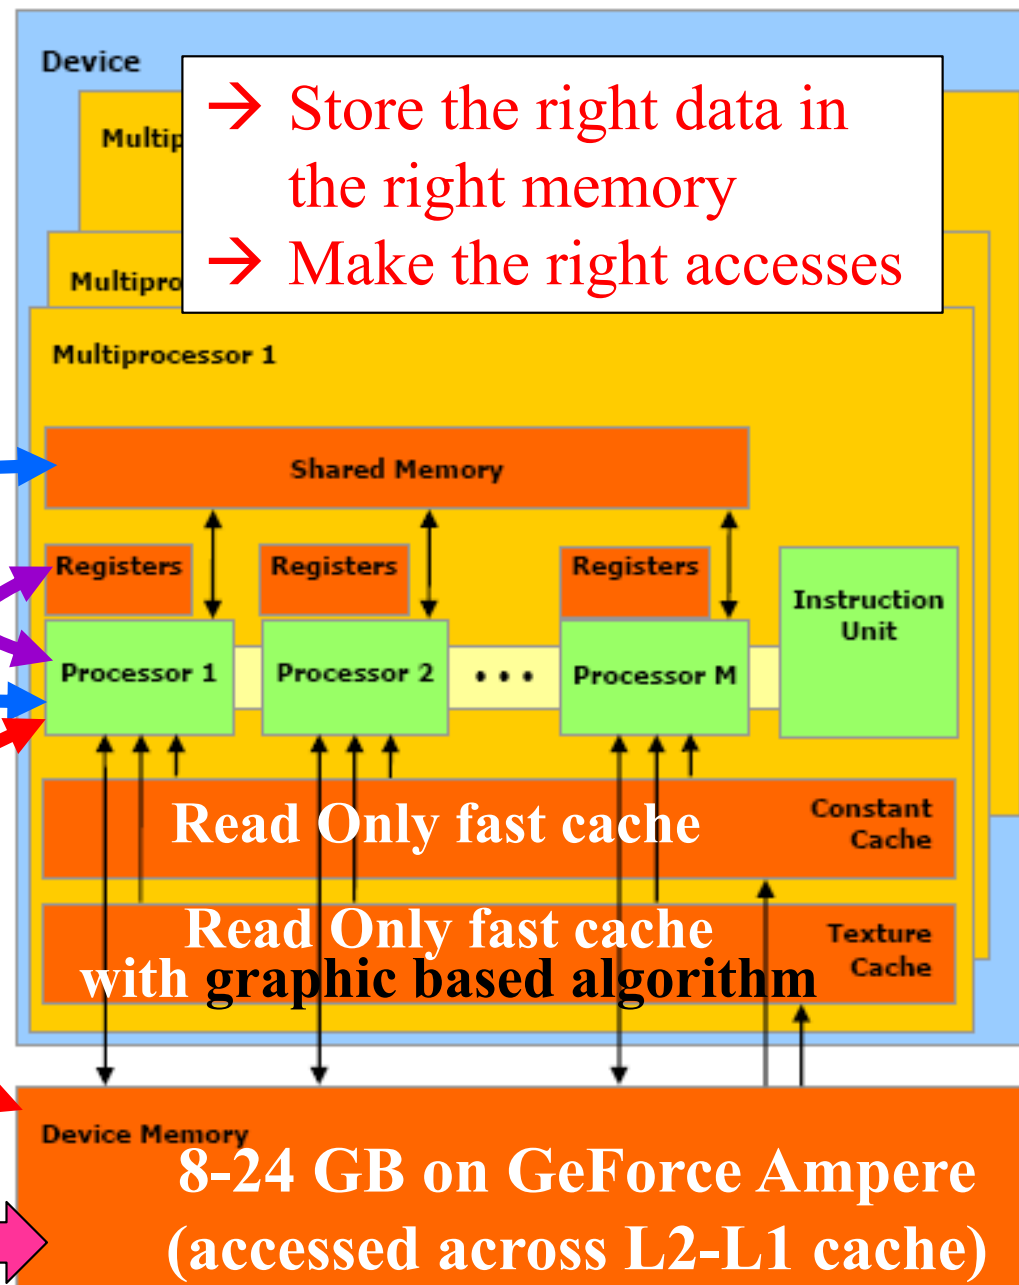 Device
→ Store the right data in
the right memory
→ Make the right accesses
Multip
Multipro
Multiprocessor 1
Shared Memory
Registers
Registers
Registers
Instruction
Unit
Processor 1
Processor 2
• • •
Processor M
Read Only fast cache
Constant
Cache
Read Only fast cache
with graphic based algorithm
Texture
Cache
Device Memory
8-24 GB on GeForce Ampere
(accessed across L2-L1 cache)